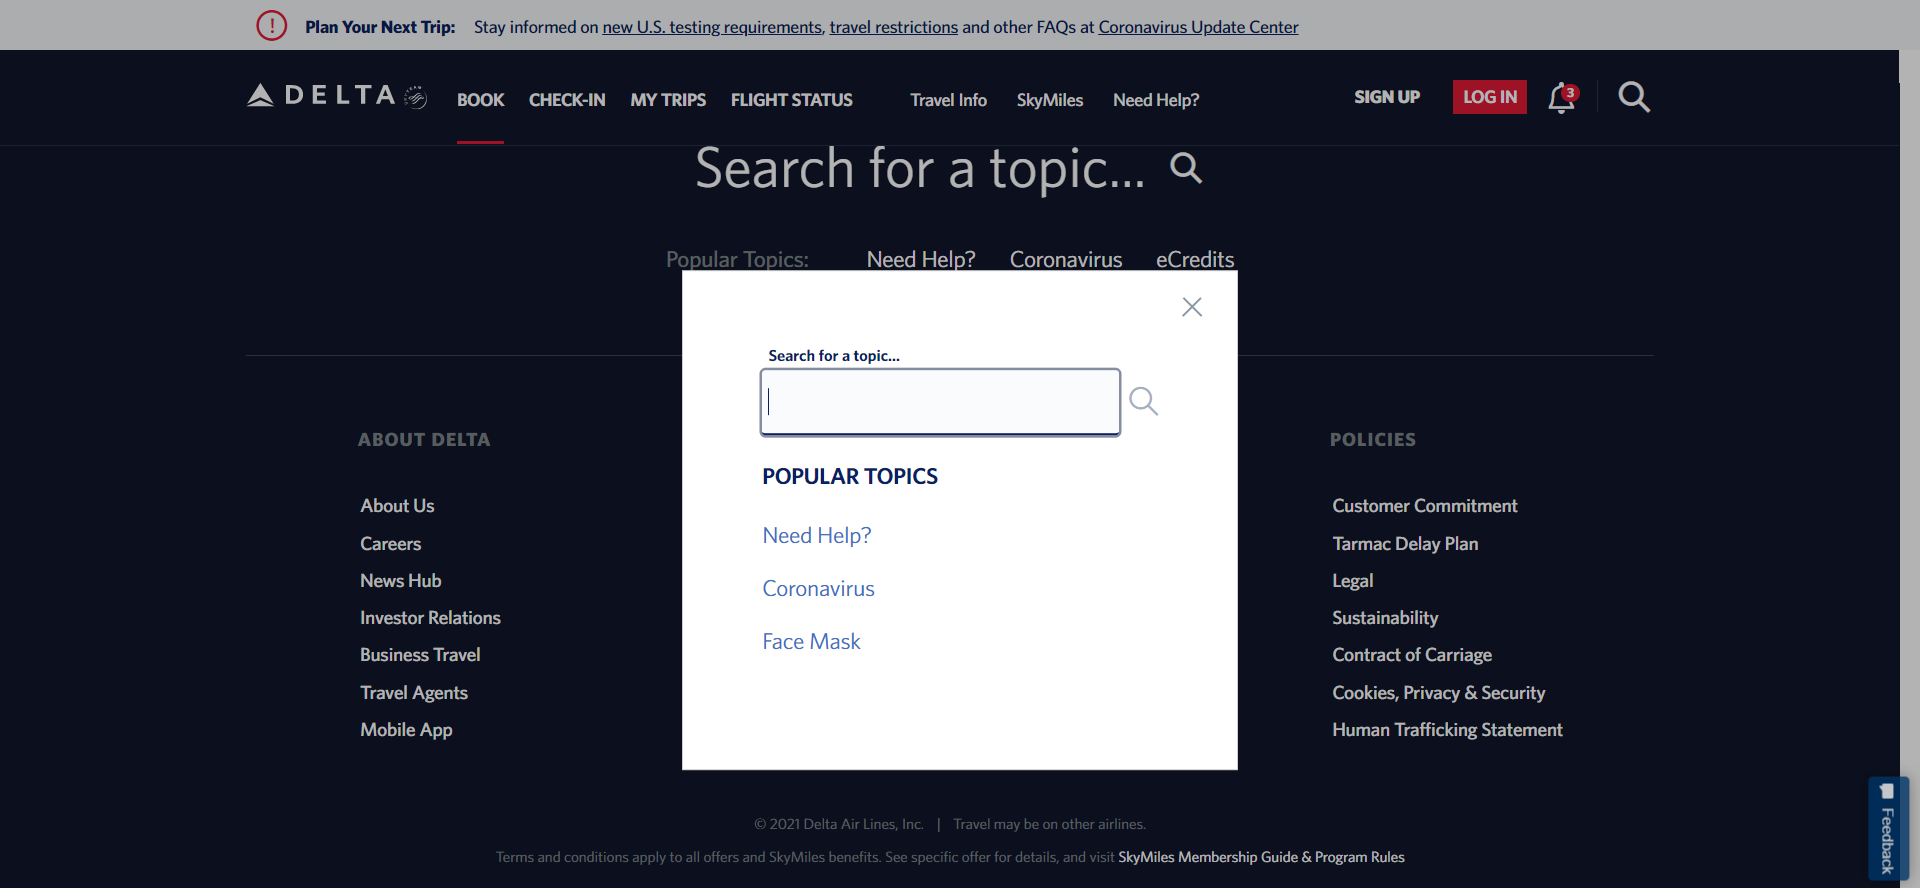 Plan Your Next Trip: Stay informed on new U.S. testing requirements, travel restrictions and other FAQs at Coronavirus Update Center
DELTA BOOK CHECK-IN MY TRIPS FLIGHT STATUS Travel Info SkyMiles Need Help? SIGN UP LOG IN 3
Search for a topic...
Popular Topics: Need Help? Coronavirus eCredits
Search for a topic...
POPULAR TOPICS
Need Help?
Coronavirus
Face Mask
ABOUT DELTA
About Us
Careers
News Hub
Investor Relations
Business Travel
Travel Agents
Mobile App
POLICIES
Customer Commitment
Tarmac Delay Plan
Legal
Sustainability
Contract of Carriage
Cookies, Privacy & Security
Human Trafficking Statement
Feedback
© 2021 Delta Air Lines, Inc. | Travel may be on other airlines.
Terms and conditions apply to all offers and SkyMiles benefits. See specific offer for details, and visit SkyMiles Membership Guide & Program Rules